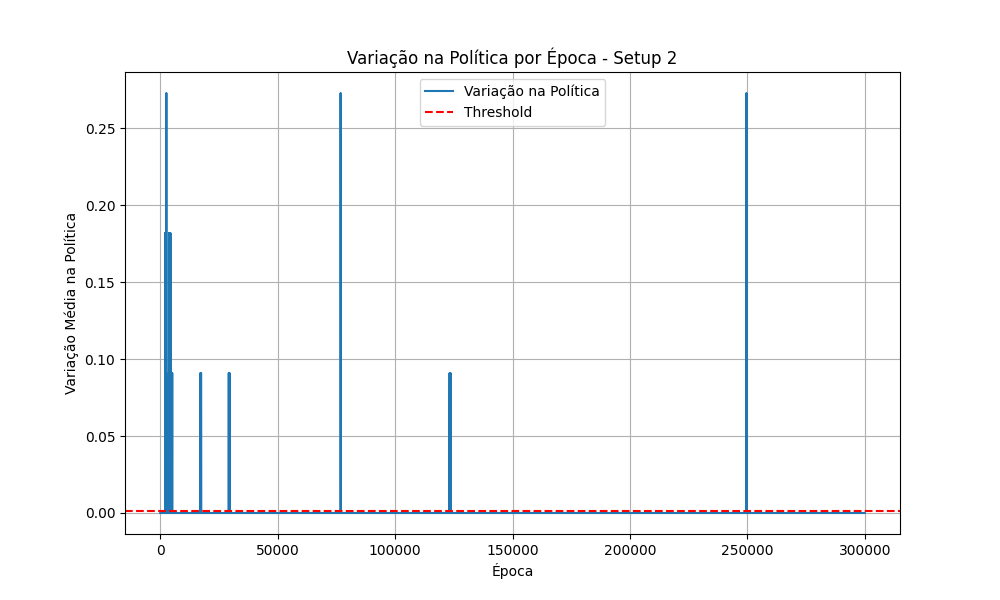 Variação na Política por Época - Setup 2
Variação na Política
Threshold
Variação Média na Política
0.25
0.20
0.15
0.10
0.05
0.00
0
50000
100000
150000
200000
250000
300000
Época